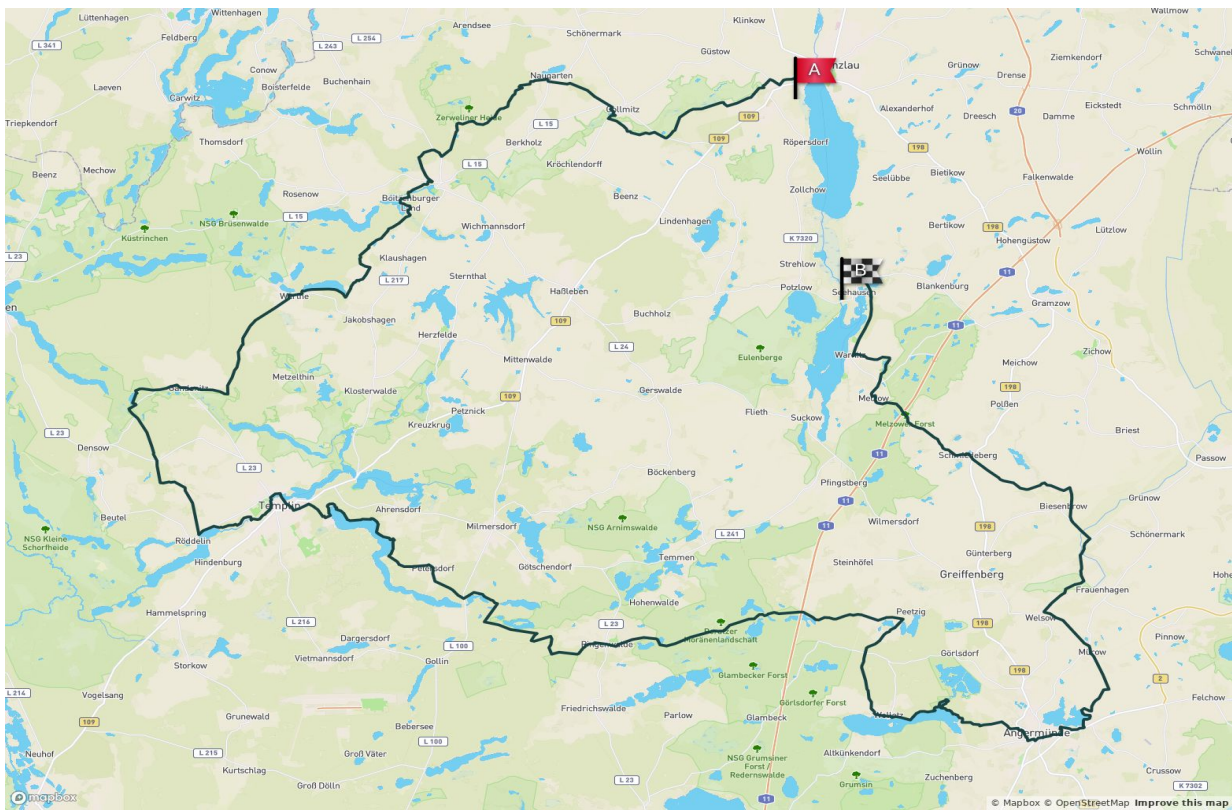 Lüttenhagen
Wittenhagen
Feldberg
Arendsee
Klinkow
Wallmow
L 341
L 254
L 243
Schönermark
Güstow
Conow
Buchenhain
Naugarten
A
nzlau
Grünow
Ziemkendorf
Laeven
Boisterfelde
Drense
Carwitz
Eickstedt
Schmölln
Triepkendorf
Zerweliner Heide
Gollmitz
Alexanderhof
20
Damme
L 15
109
Dreesch
Thomsdorf
Berkholz
109
Röpersdorf
198
Wollin
Mechow
L 15
Kröchlendorff
Beenz
Seelübbe
Bietikow
Falkenwalde
Rosenow
Boitzenburger
Land
Beenz
Zollchow
NSG Brüsenwalde
L 15
Wichmannsdorf
Lindenhagen
Bertikow
198
Lützlow
Küstrinchen
K 7320
Hohengüstow
L 23
Klaushagen
Strehlow
B
11
Sternthal
L 217
Potzlow
Seehausen
Blankenburg
Haßleben
Gramzow
Warthe
Buchholz
Jakobshagen
109
11
Herzfelde
L 24
Eulenberge
Warnitz
Zichow
Mittenwalde
Meichow
Metzelthin
Gandenitz
Klosterwalde
Gerswalde
198
Meltow
Polßen
Petznick
Flieth
Suckow
109
Kreuzkrug
Melzower Forst
Briest
L 23
Densow
11
Schmiedeberg
Passow
L 23
Böckenberg
Pfingstberg
Templin
Ahrensdorf
11
Biesenbrow
Grünow
Beutel
NSG Arnimswalde
Wilmersdorf
Milmersdorf
198
NSG Kleine
Schorfheide
Röddelin
11
Schönermark
Hindenburg
L 241
Temmen
Günterberg
Petersdorf
Götschendorf
Steinhöfel
Greiffenberg
Frauenhagen
Hammelspring
Hohenwalde
Peetzig
L 216
L 23
Welsow
Poratzer
Moränenlandschaft
198
Pinnow
Dargersdorf
L 100
Ringenwalde
Mürow
Storkow
Vietmannsdorf
Gollin
Görlsdorf
Glambecker Forst
198
2
L 214
Vogelsang
Görlsdorfer Forst
Felchow
109
Grunewald
Friedrichswalde
Parlow
Glambeck
Wolletz
Bebersee
Angermünde
L 100
Neuhof
L 215
Groß Väter
NSG Grumsiner
Forst /
Redernswalde
Altkünkendorf
Kurtschlag
Crussow
Groß Dölln
L 23
Grumsin
Zuchenberg
K 7302
mapbox
© Mapbox © OpenStreetMap Improve this map